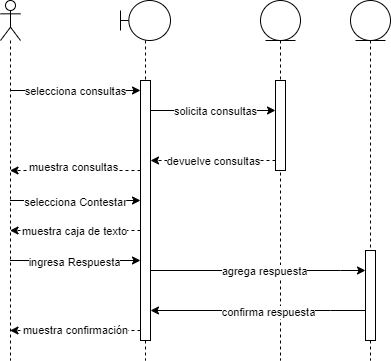 selecciona consultas
solicita consultas
devuelve consultas
muestra consultas
selecciona Contestar
muestra caja de texto
ingresa Respuesta
agrega respuesta
confirma respuesta
muestra confirmación